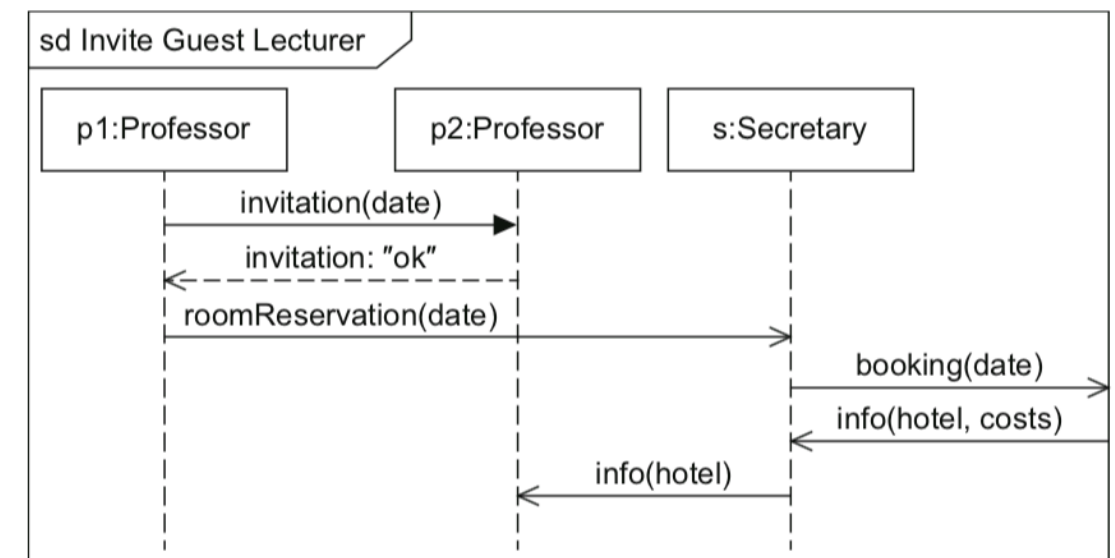 sd Invite Guest Lecturer
p1:Professor
p2:Professor
s:Secretary
invitation(date)
invitation: "ok"
roomReservation(date)
booking(date)
info(hotel, costs)
info(hotel)